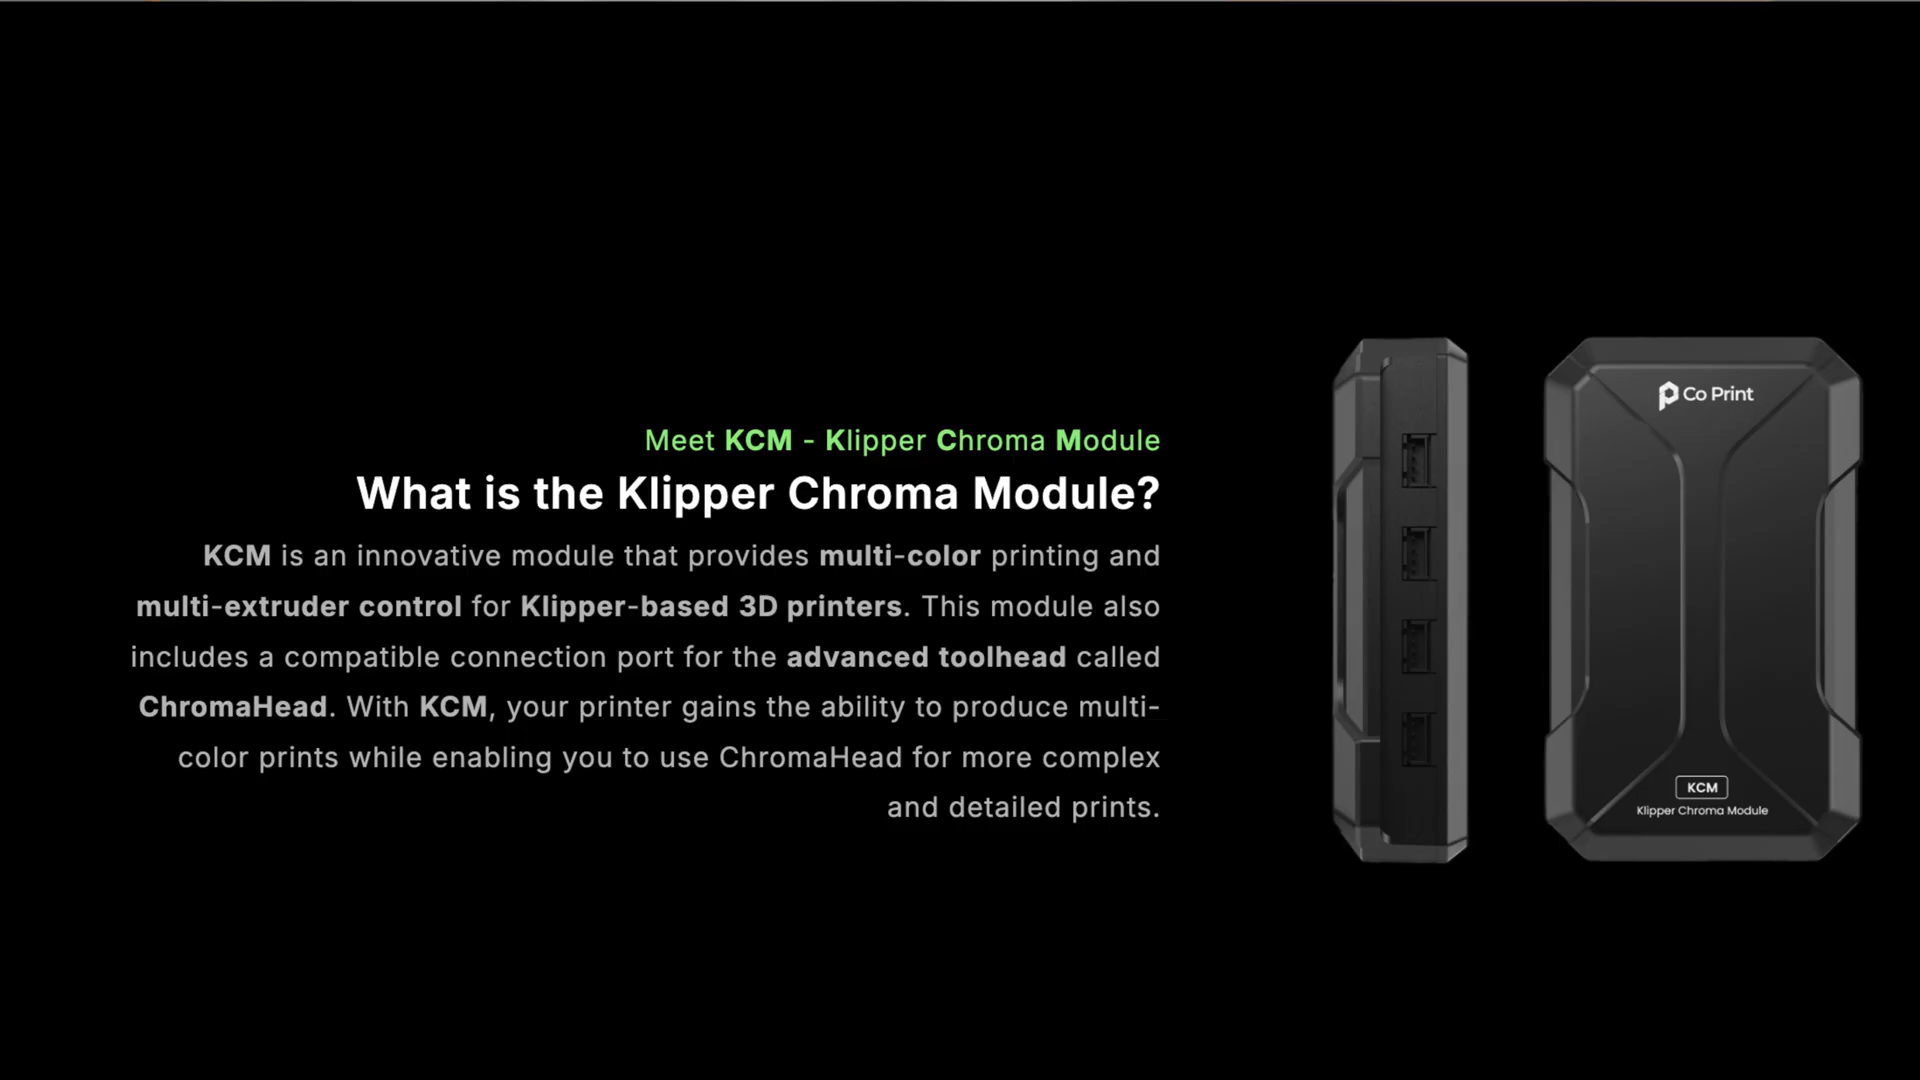 Meet KCM - Klipper Chroma Module
What is the Klipper Chroma Module?
KCM is an innovative module that provides multi-color printing and
multi-extruder control for Klipper-based 3D printers. This module also
includes a compatible connection port for the advanced toolhead called
ChromaHead. With KCM, your printer gains the ability to produce multi-
color prints while enabling you to use ChromaHead for more complex
and detailed prints.
Co Print
KCM
Klipper Chroma Module